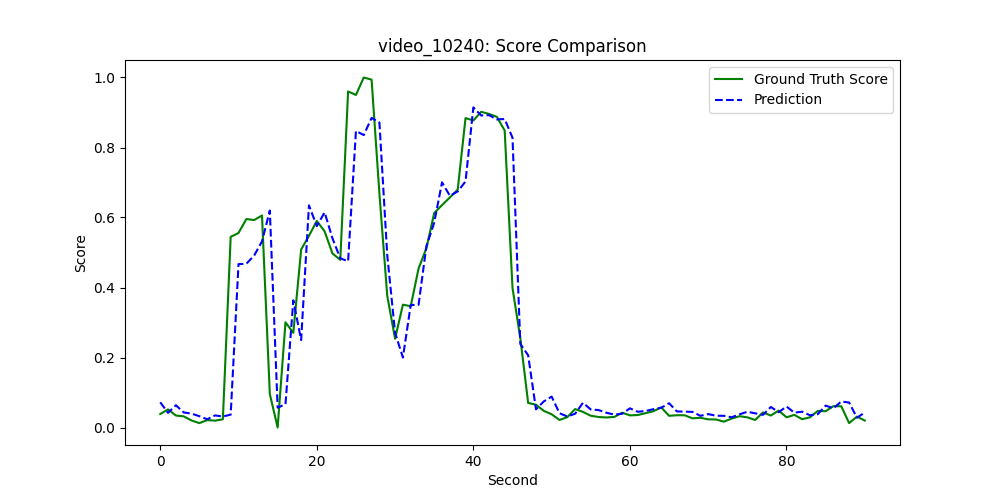 video_10240: Score Comparison
Ground Truth Score
Prediction
1.0
0.8
0.6
0.4
0.2
0.0
Score
0 20 40 60 80
Second